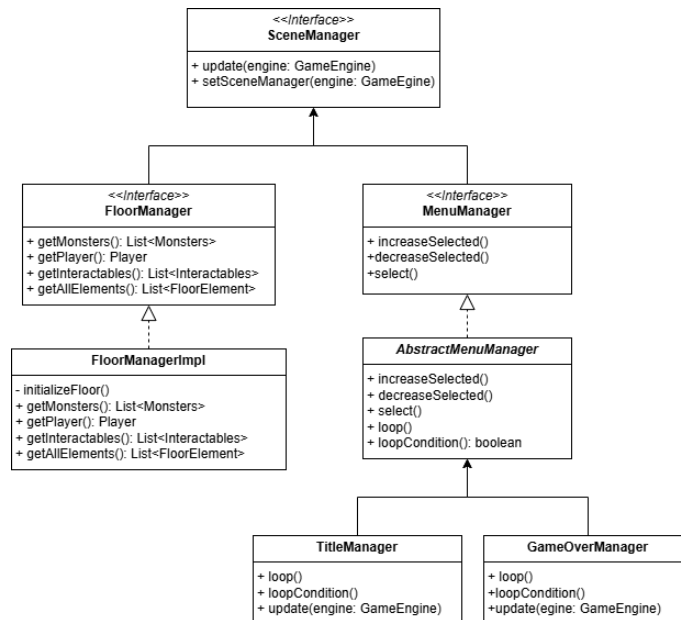 <<Interface>>
SceneManager
+ update(engine: GameEngine)
+ setSceneManager(engine: GameEgine)
<<Interface>>
FloorManager
+ getMonsters(): List<Monsters>
+ getPlayer(): Player
+ getInteractables(): List<Interactables>
+ getAllElements(): List<FloorElement>
<<Interface>>
MenuManager
+ increaseSelected()
+decreaseSelected()
+select()
FloorManagerImpl
- initializeFloor()
+ getMonsters(): List<Monsters>
+ getPlayer(): Player
+ getInteractables(): List<Interactables>
+ getAllElements(): List<FloorElement>
AbstractMenuManager
+ increaseSelected()
+ decreaseSelected()
+ select()
+ loop()
+ loopCondition(): boolean
TitleManager
+ loop()
+ loopCondition()
+ update(engine: GameEngine)
GameOverManager
+ loop()
+loopCondition()
+update(egine: GameEngine)